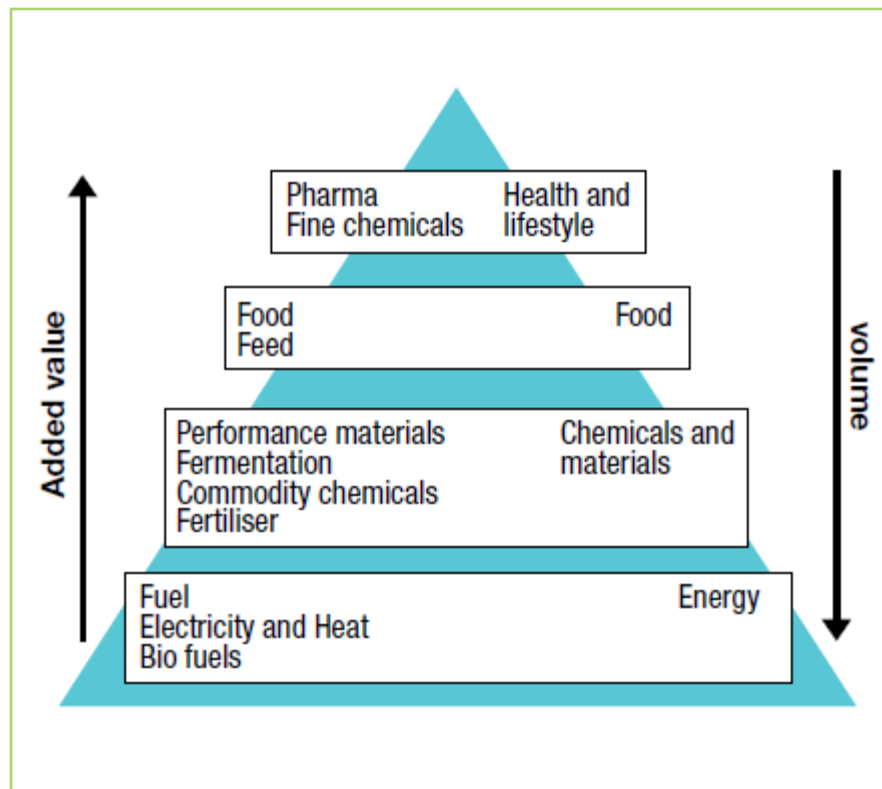 Pharma
Fine chemicals
Health and
lifestyle
Food
Feed
Food
Performance materials
Fermentation
Commodity chemicals
Fertiliser
Chemicals and
materials
Fuel
Electricity and Heat
Bio fuels
Energy
Added value
volume